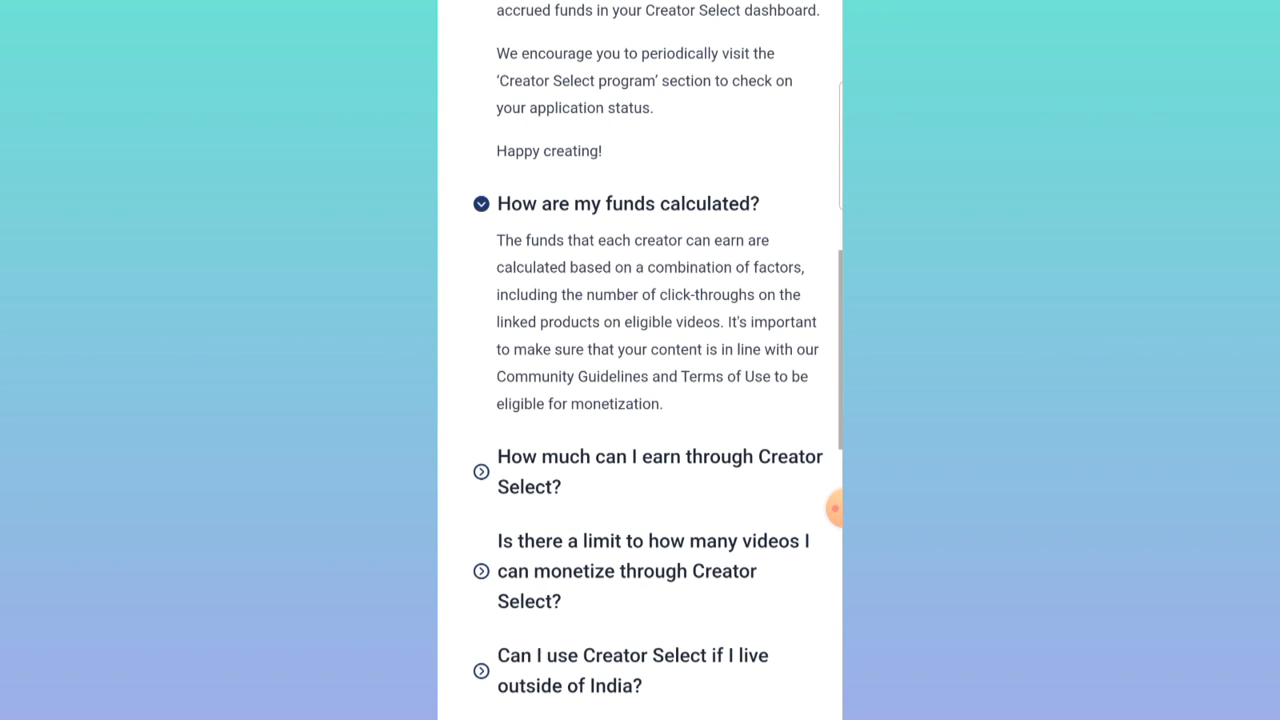 accrued funds in your Creator Select dashboard.
We encourage you to periodically visit the
‘Creator Select program’ section to check on
your application status.
Happy creating!
How are my funds calculated?
The funds that each creator can earn are
calculated based on a combination of factors,
including the number of click-throughs on the
linked products on eligible videos. It's important
to make sure that your content is in line with our
Community Guidelines and Terms of Use to be
eligible for monetization.
How much can I earn through Creator
Select?
Is there a limit to how many videos I
can monetize through Creator
Select?
Can I use Creator Select if I live
outside of India?